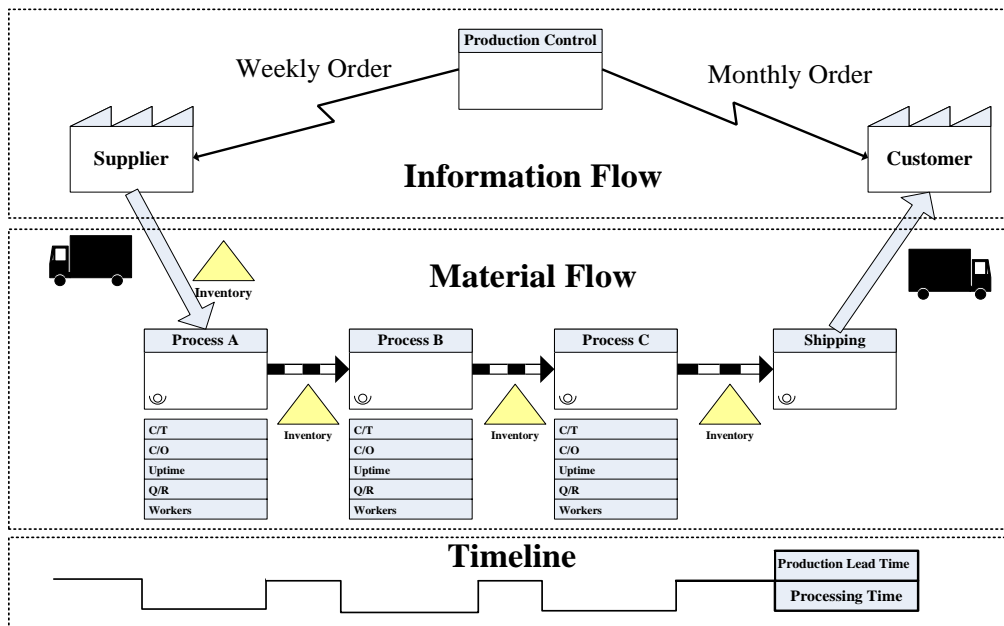 Production Control
Weekly Order
Monthly Order
Supplier
Customer
Information Flow
Material Flow
Inventory
Process A
Process B
Process C
Shipping
Inventory
Inventory
Inventory
C/T
C/O
Uptime
Q/R
Workers
C/T
C/O
Uptime
Q/R
Workers
C/T
C/O
Uptime
Q/R
Workers
Timeline
Production Lead Time
Processing Time